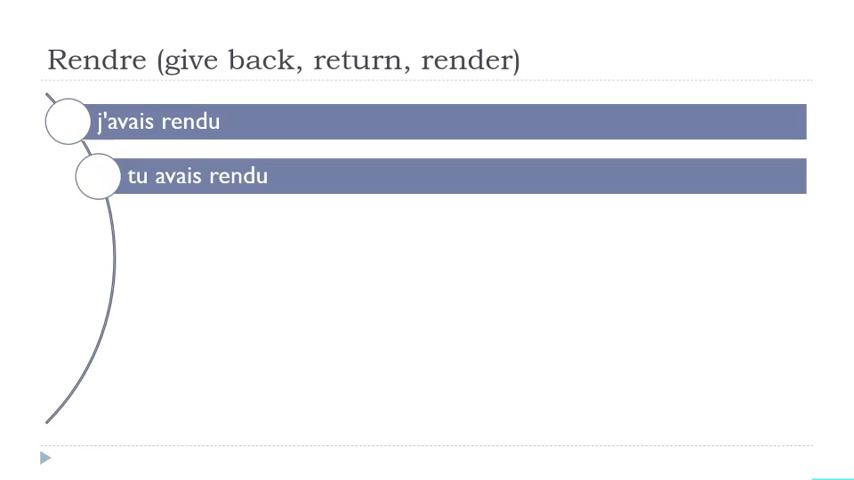 Rendre (give back, return, render)
j'avais rendu
tu avais rendu